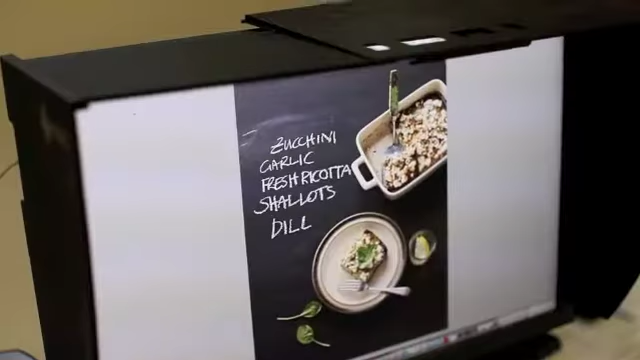 ZUCCHINI
GARLIC
FRESH RICOTTA
SHALLOTS
DILL